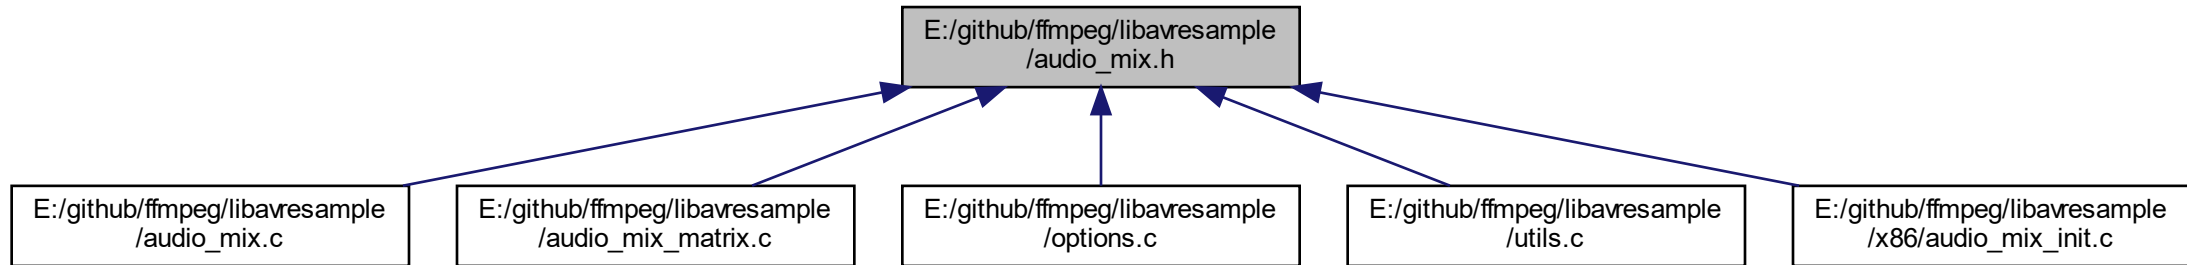 E:/github/ffmpeg/libavresample
/audio_mix.h
E:/github/ffmpeg/libavresample
/audio_mix.c
E:/github/ffmpeg/libavresample
/audio_mix_matrix.c
E:/github/ffmpeg/libavresample
/options.c
E:/github/ffmpeg/libavresample
/utils.c
E:/github/ffmpeg/libavresample
/x86/audio_mix_init.c